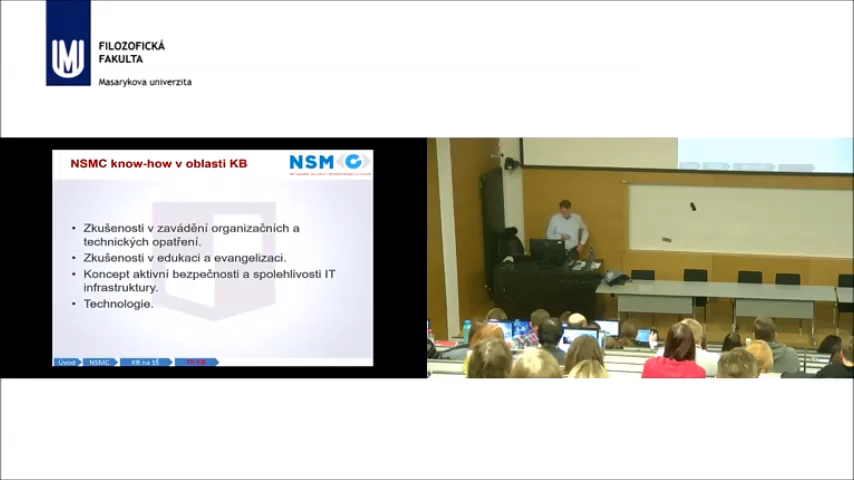 FILOZOFICKÁ
FAKULTA
Masarykova univerzita
NSMC know-how v oblasti KB
NSMC
• Zkušenosti v zavádění organizačních a
technických opatření.
• Zkušenosti v edukaci a evangelizaci.
• Koncept aktivní bezpečnosti a spolehlivosti IT
infrastruktury.
• Technologie.
Úvod
NSMC
KB na SŠ